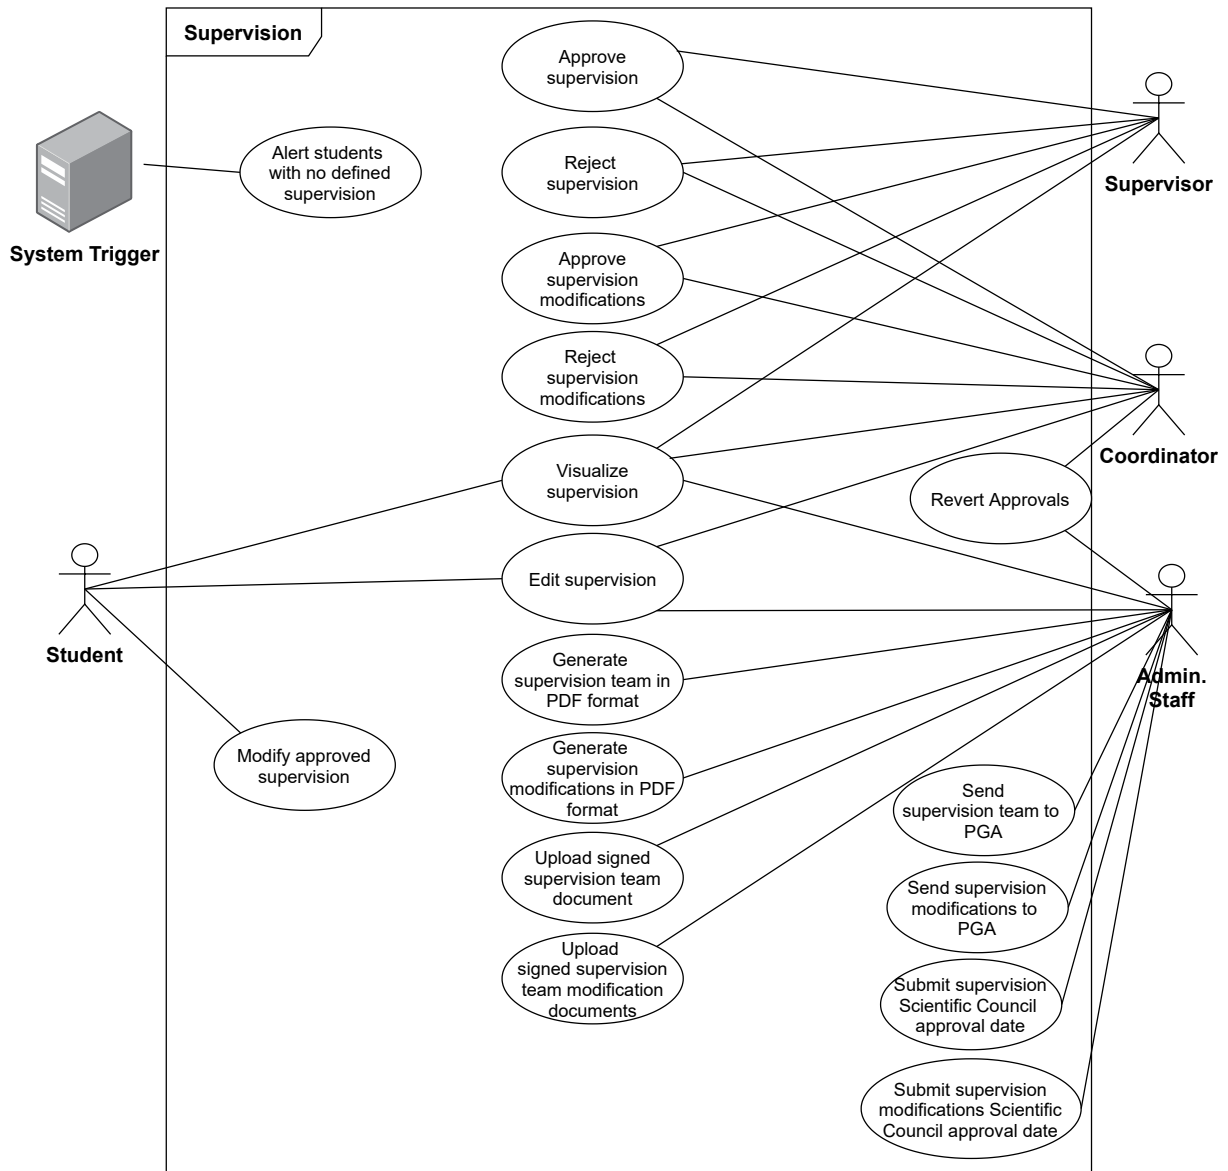 Supervision
Approve
supervision
Alert students
with no defined
supervision
Reject
supervision
Supervisor
System Trigger
Approve
supervision
modifications
Reject
supervision
modifications
Coordinator
Visualize
supervision
Revert Approvals
Edit supervision
Student
Generate
supervision team in
PDF format
Admin.
Staff
Modify approved
supervision
Generate
supervision
modifications in PDF
format
Send
supervision team to
PGA
Upload signed
supervision team
document
Send supervision
modifications to
PGA
Upload
signed supervision
team modification
documents
Submit supervision
Scientific Council
approval date
Submit supervision
modifications Scientific
Council approval date